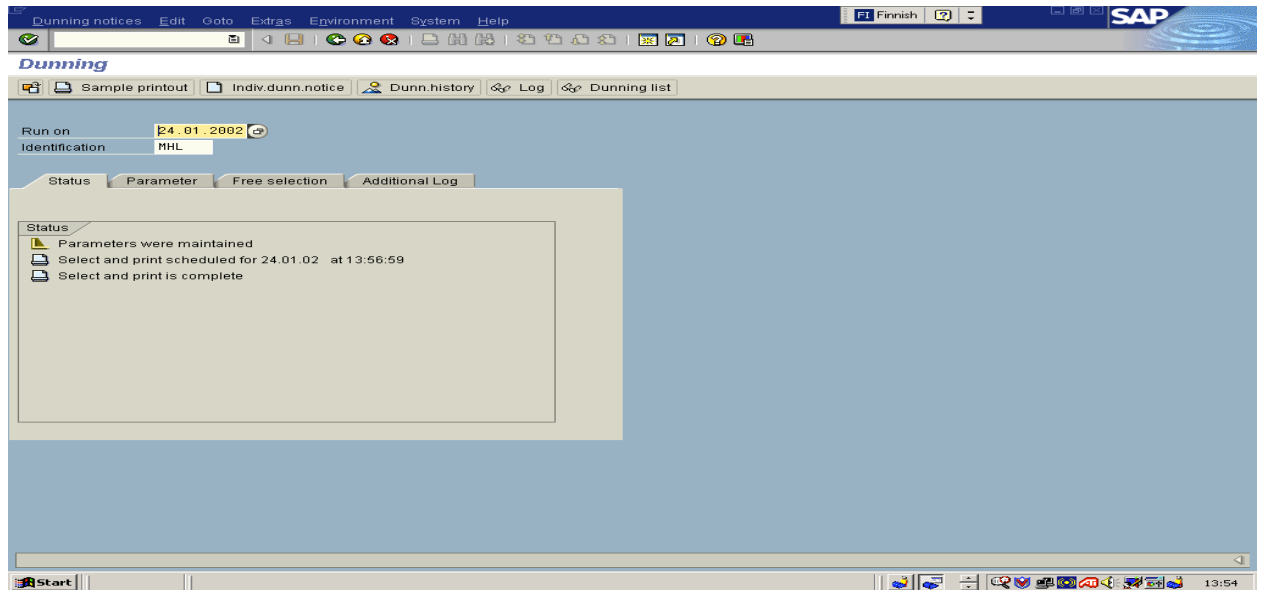 Dunning notices Edit Goto Extras Environment System Help
FI Finnish
SAP
Dunning
Sample printout Indiv.dunn.notice Dunn.history Log Dunning list
Run on 24.01.2002
Identification MHL
Status Parameter Free selection Additional Log
Status
Parameters were maintained
Select and print scheduled for 24.01.02 at 13:56:59
Select and print is complete
Start 13:54